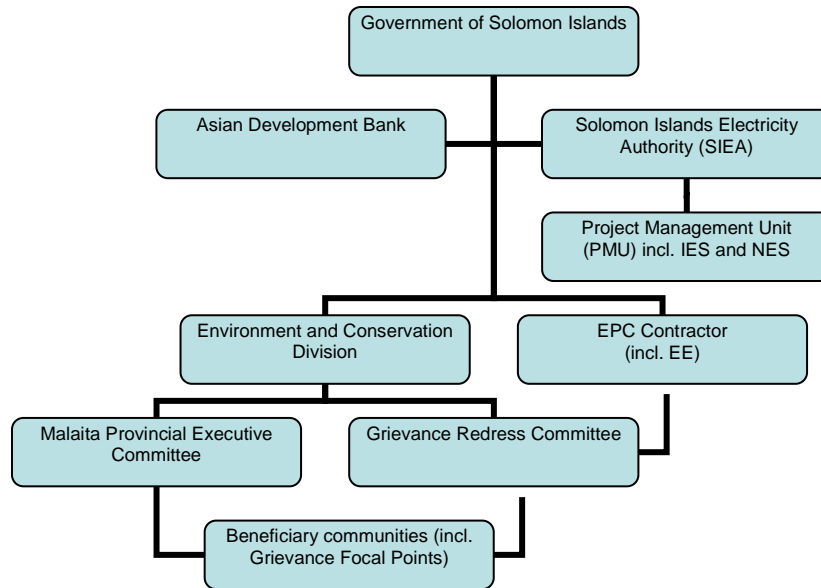 Government of Solomon Islands
Asian Development Bank
Solomon Islands Electricity
Authority (SIEA)
Project Management Unit
(PMU) incl. IES and NES
Environment and Conservation
Division
EPC Contractor
(incl. EE)
Malaita Provincial Executive
Committee
Grievance Redress Committee
Beneficiary communities (incl.
Grievance Focal Points)